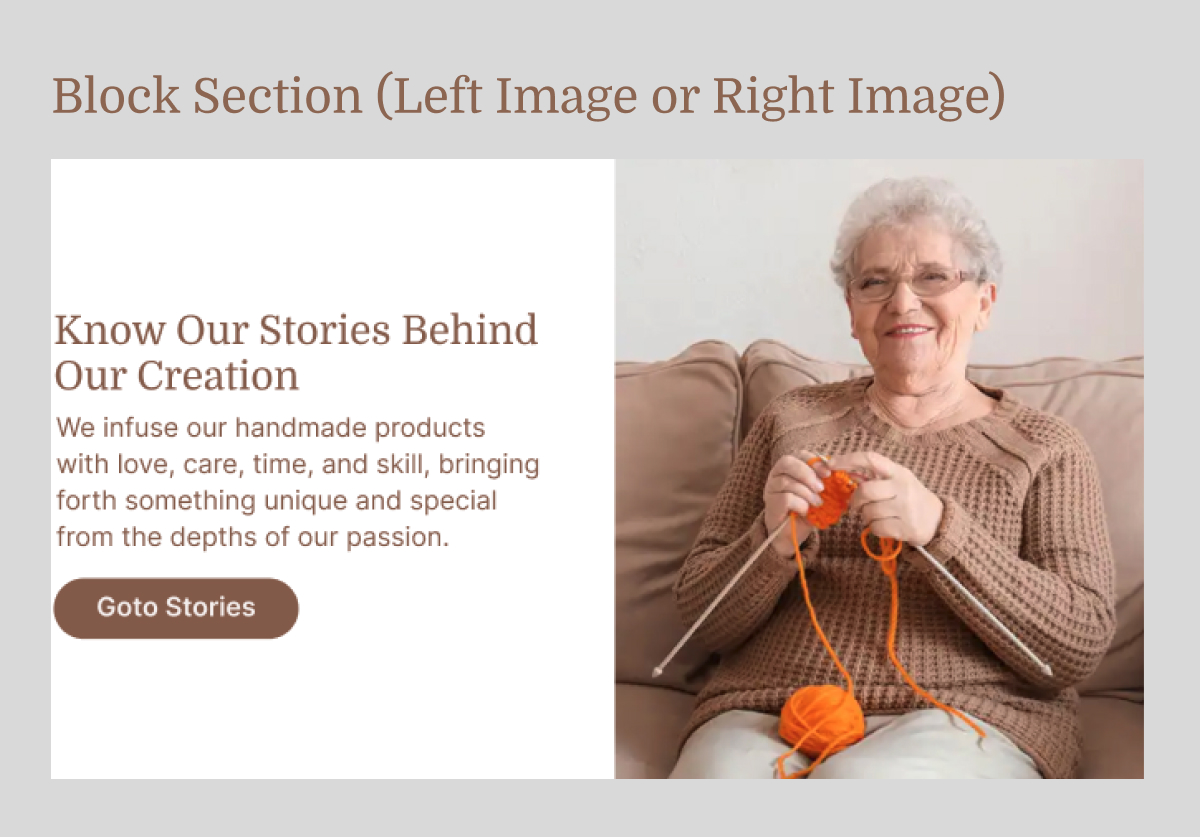 Block Section (Left Image or Right Image)
Know Our Stories Behind
Our Creation
We infuse our handmade products
with love, care, time, and skill, bringing
forth something unique and special
from the depths of our passion.
Goto Stories